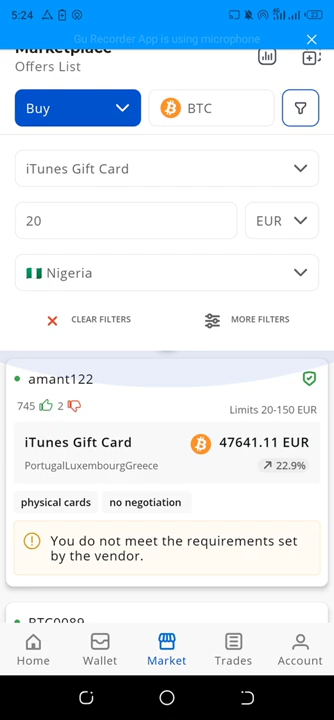 5:24
23
Gu Recorder App is using microphone
Marketplace
Offers List
Buy
BTC
iTunes Gift Card
20
EUR
Nigeria
CLEAR FILTERS
MORE FILTERS
amant122
745 2
Limits 20-150 EUR
iTunes Gift Card
47641.11 EUR
PortugalLuxembourgGreece
22.9%
physical cards
no negotiation
You do not meet the requirements set
by the vendor.
BTC0089
Home
Wallet
Market
Trades
Account